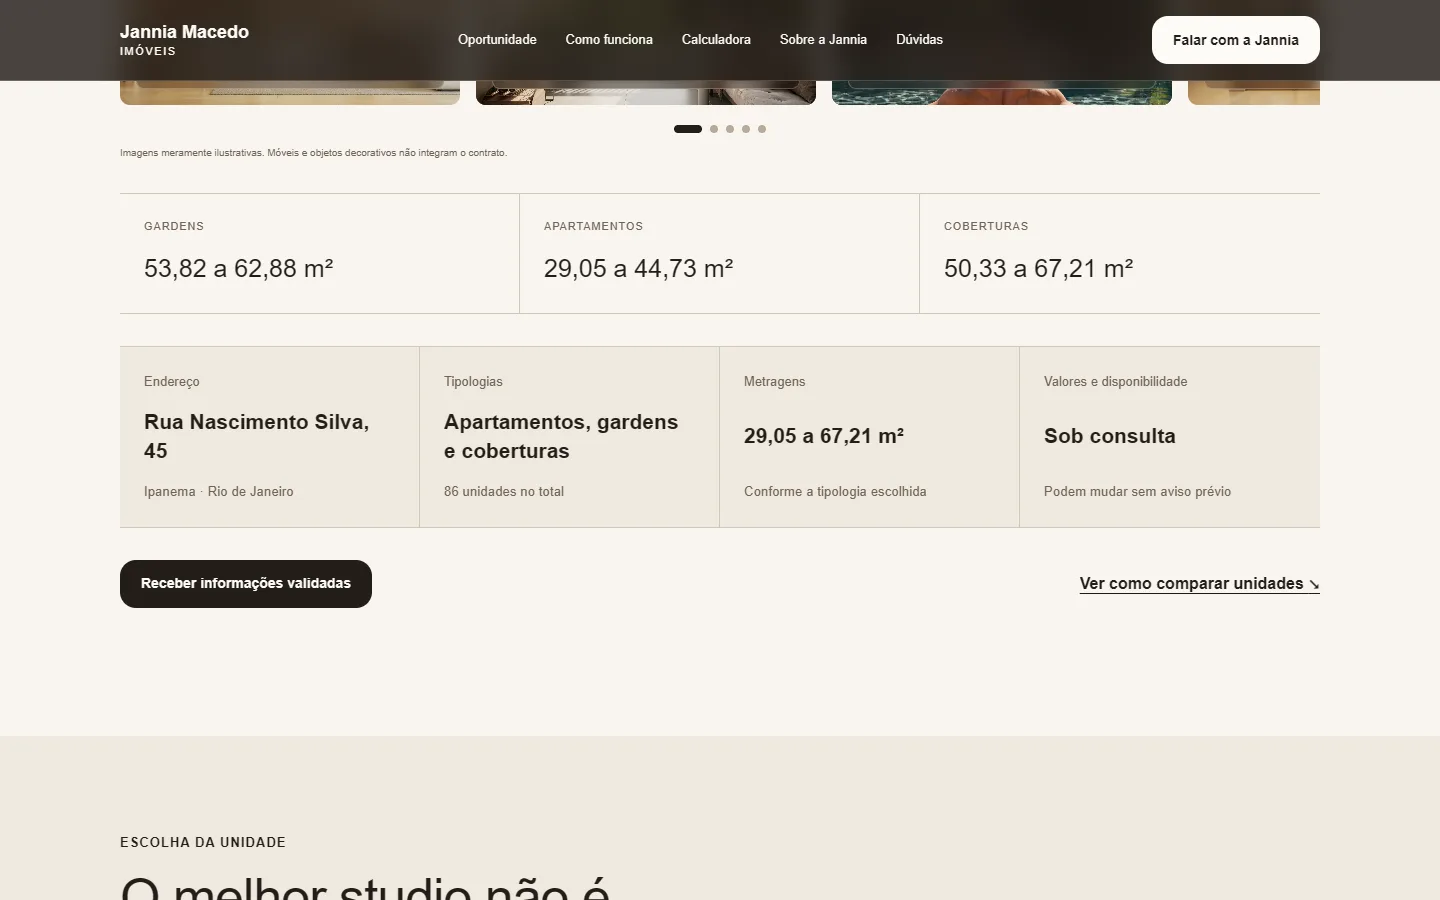 Jannia Macedo
IMÓVEIS
Oportunidade
Como funciona
Calculadora
Sobre a Jannia
Dúvidas
Falar com a Jannia
Imagens meramente ilustrativas. Móveis e objetos decorativos não integram o contrato.
GARDENS
53,82 a 62,88 m²
APARTAMENTOS
29,05 a 44,73 m²
COBERTURAS
50,33 a 67,21 m²
Endereço
Rua Nascimento Silva,
45
Ipanema · Rio de Janeiro
Tipologias
Apartamentos, gardens
e coberturas
86 unidades no total
Metragens
29,05 a 67,21 m²
Conforme a tipologia escolhida
Valores e disponibilidade
Sob consulta
Podem mudar sem aviso prévio
Receber informações validadas
Ver como comparar unidades ↘
ESCOLHA DA UNIDADE
O melhor studio não é